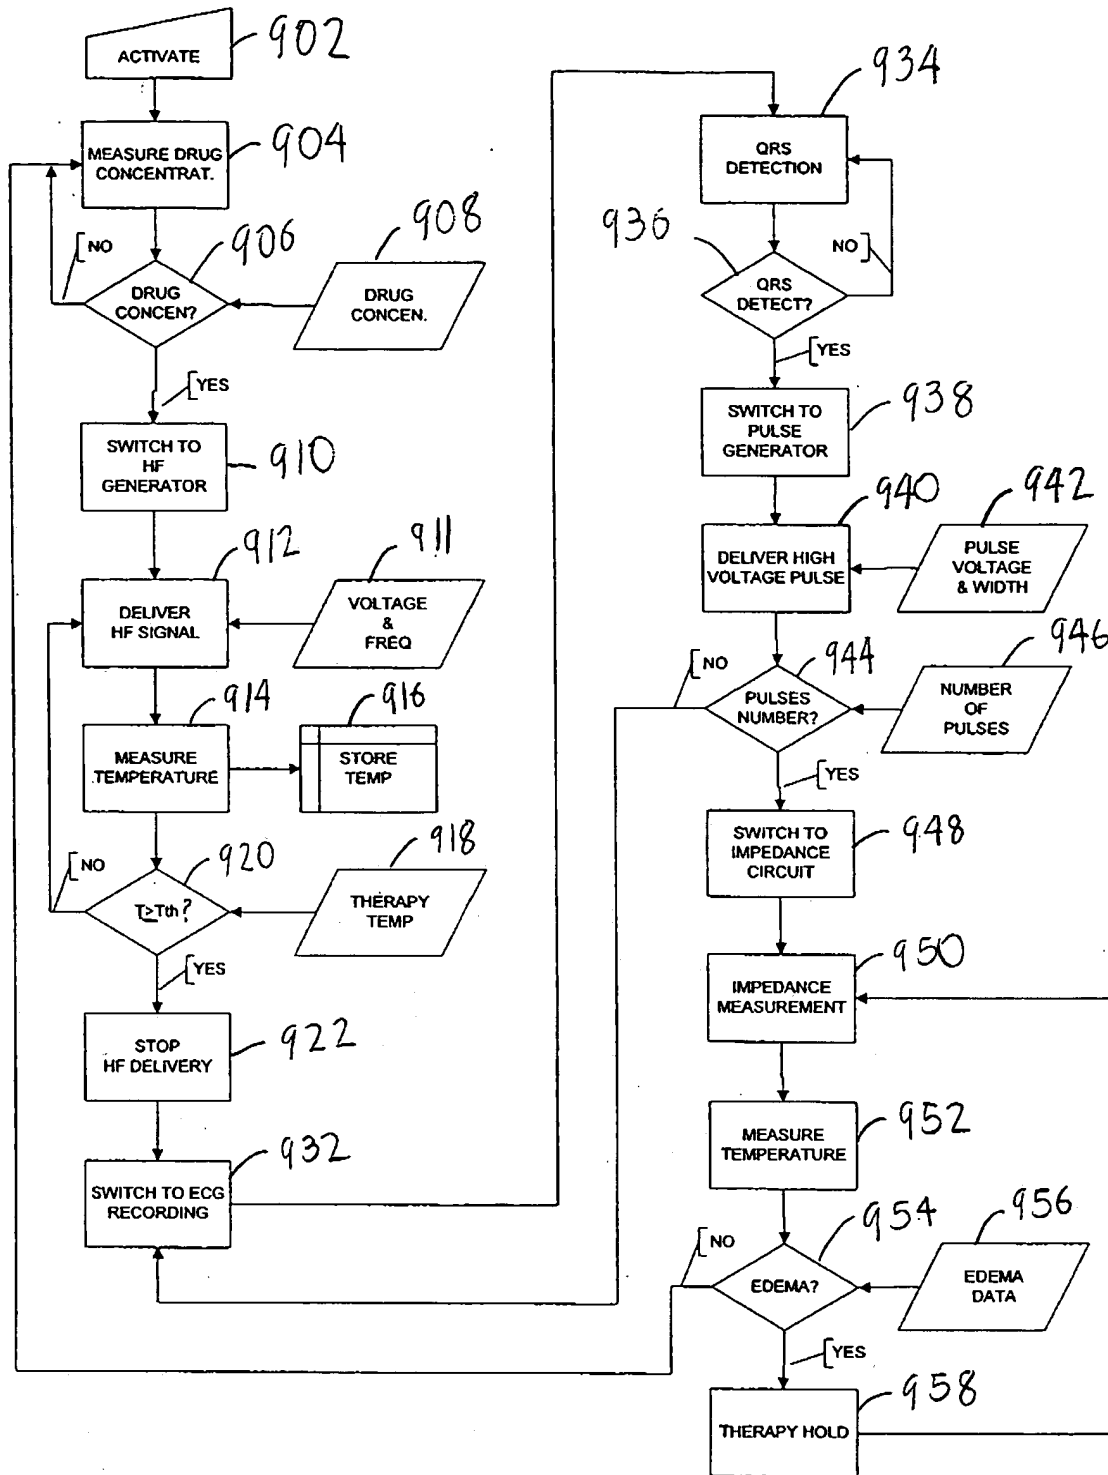 ACTIVATE
902
MEASURE DRUG
CONCENTRAT.
904
NO
906
908
DRUG
CONCEN?
DRUG
CONCEN.
YES
SWITCH TO
HF
GENERATOR
910
912
911
DELIVER
HF SIGNAL
VOLTAGE
&
FREQ
914
916
MEASURE
TEMPERATURE
STORE
TEMP
NO
920
918
T≥Tth?
THERAPY
TEMP
YES
STOP
HF DELIVERY
922
932
SWITCH TO ECG
RECORDING
934
QRS
DETECTION
936
NO
QRS
DETECT?
YES
SWITCH TO
PULSE
GENERATOR
938
940
942
DELIVER HIGH
VOLTAGE PULSE
PULSE
VOLTAGE
& WIDTH
NO
944
946
PULSES
NUMBER?
NUMBER
OF
PULSES
YES
SWITCH TO
IMPEDANCE
CIRCUIT
948
950
IMPEDANCE
MEASUREMENT
952
MEASURE
TEMPERATURE
NO
954
956
EDEMA?
EDEMA
DATA
YES
958
THERAPY HOLD